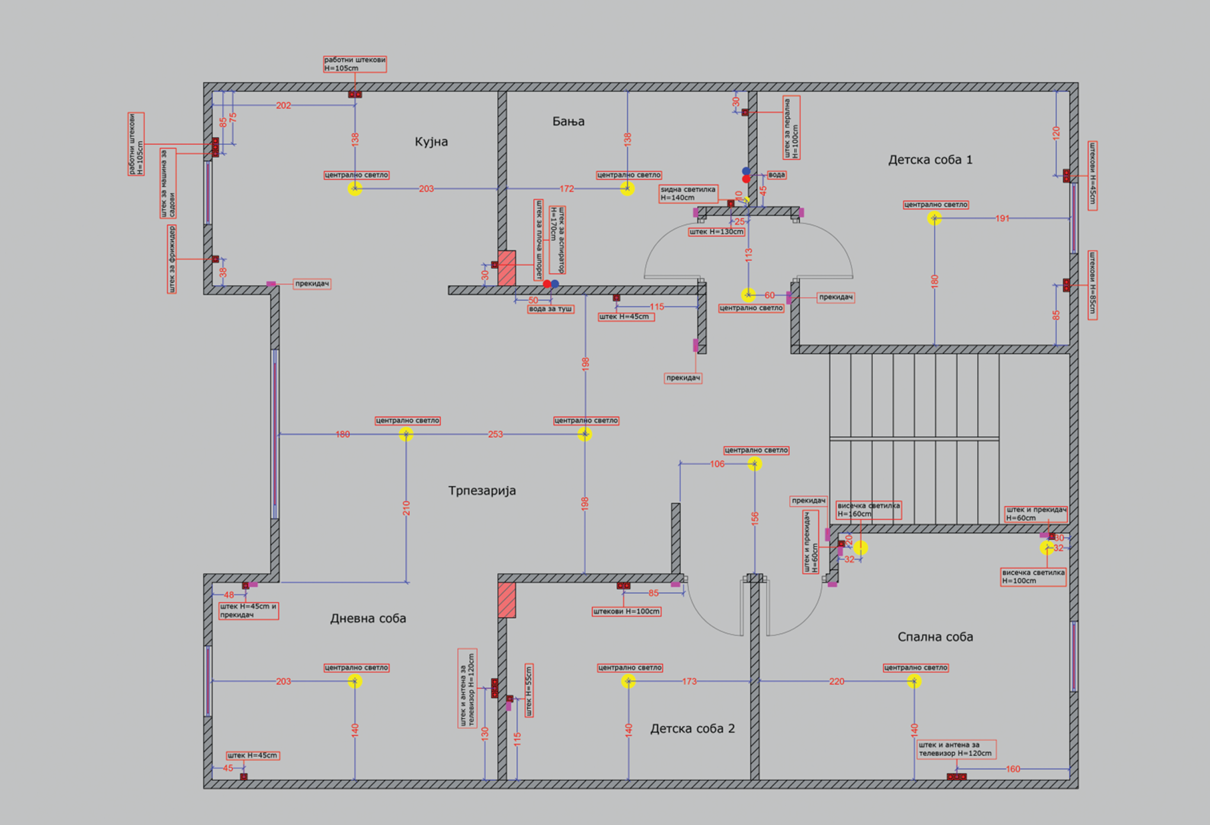 работни штекови
H=105cm
работни штекови
H=105cm
штек за машина за
садови
штек за фрижидер
202
85
75
138
Кујна
централно светло
203
38
прекидач
30
штек за плоча шпорет
штек за аспиратор
H=170cm
Бања
138
централно светло
172
50
вода за туш
30
штек за перална
H=100cm
вода
45
10
ѕидна светилка
H=140cm
25
штек H=130cm
113
60
централно светло
прекидач
Детска соба 1
120
штекови H=45cm
централно светло
191
180
штекови H=85cm
85
115
штек H=45cm
198
прекидач
централно светло
централно светло
180
253
210
198
Трпезарија
централно светло
106
156
прекидач
штек и прекидач
H=60cm
висечка светилка
H=160cm
20
32
штек и прекидач
H=60cm
30
32
висечка светилка
H=100cm
48
штек H=45cm и
прекидач
Дневна соба
централно светло
203
140
штек и антена за
телевизор H=120cm
130
штек H=45cm
45
85
штекови H=100cm
штек H=55cm
115
централно светло
173
140
Детска соба 2
Спална соба
централно светло
220
140
штек и антена за
телевизор H=120cm
160